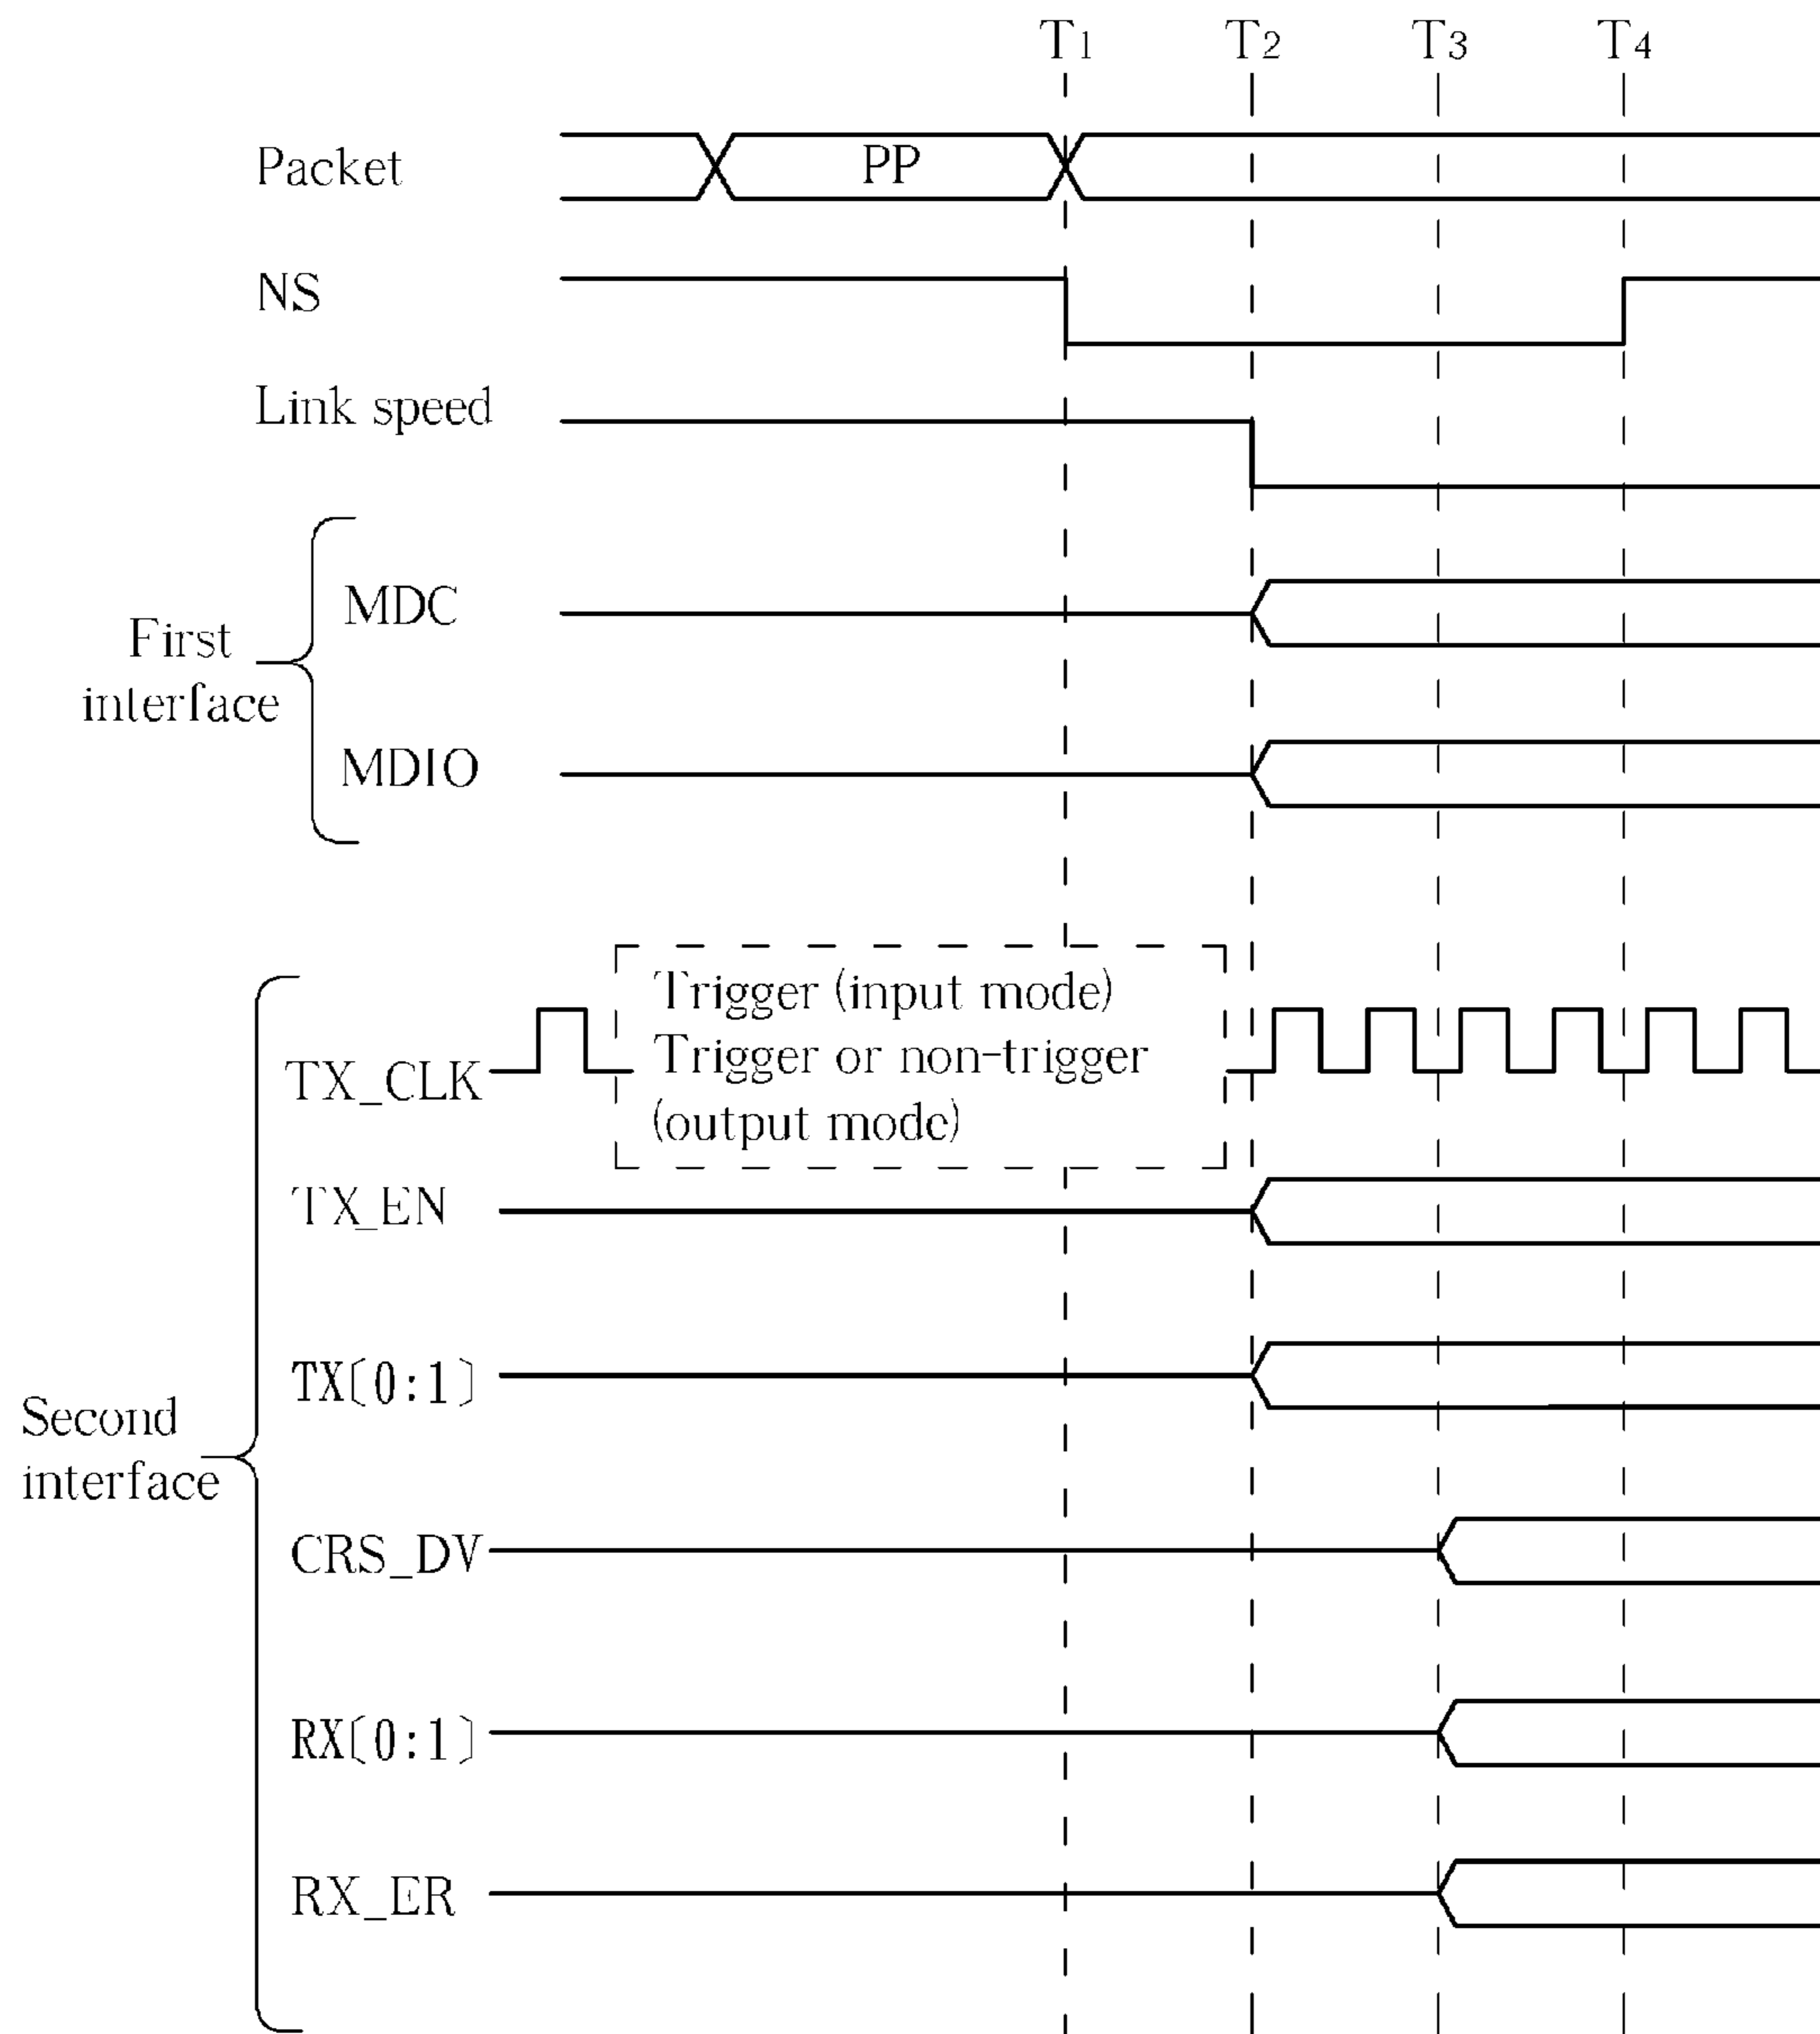 T1 T2 T3 T4
Packet PP
NS
Link speed
First
interface
MDC
MDIO
Trigger (input mode)
Trigger or non-trigger
(output mode)
TX_CLK
TX_EN
TX[0:1]
Second
interface
CRS_DV
RX[0:1]
RX_ER